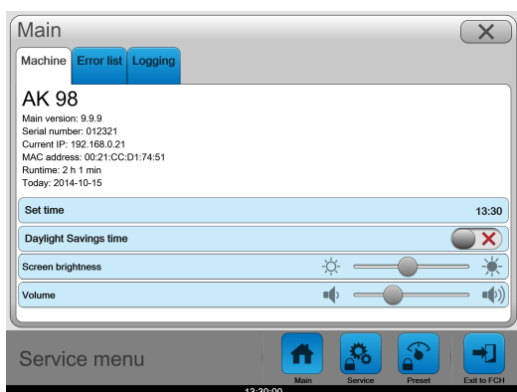 Main
Machine Error list Logging
AK 98
Main version: 9.9.9
Serial number: 012321
Current IP: 192.168.0.21
MAC address: 00:21:CC:D1:74:51
Runtime: 2 h 1 min
Today: 2014-10-15
Set time 13:30
Daylight Savings time
Screen brightness
Volume
Service menu
Main Service Preset Exit to FCH
13:30:00